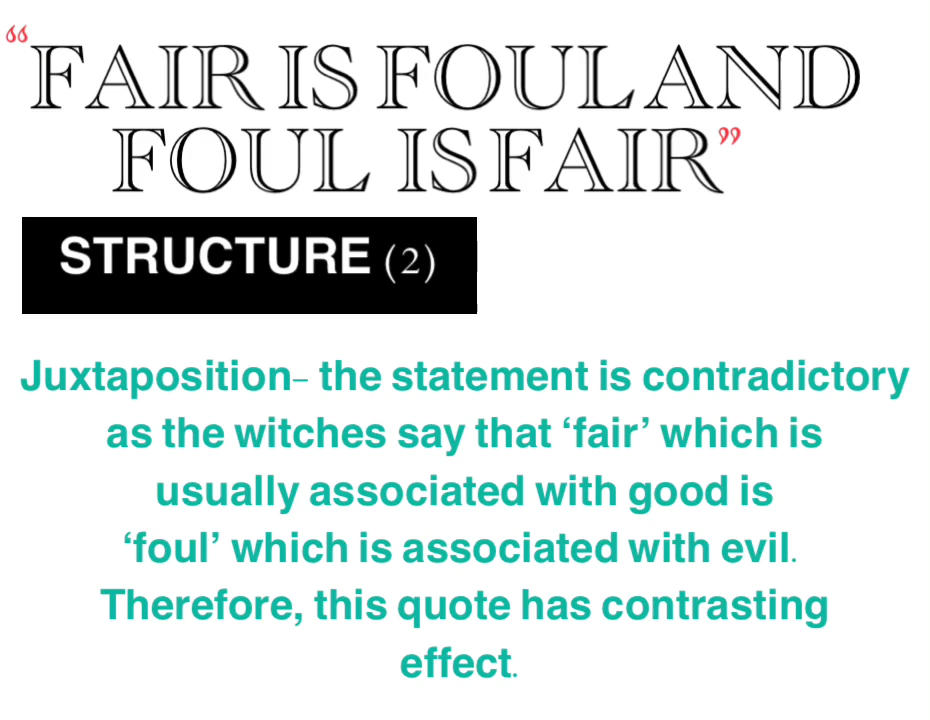 “FAIR IS FOUL AND
FOUL IS FAIR”
STRUCTURE (2)
Juxtaposition– the statement is contradictory
as the witches say that ‘fair’ which is
usually associated with good is
‘foul’ which is associated with evil.
Therefore, this quote has contrasting
effect.